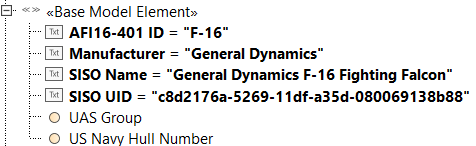 «Base Model Element»
AFI16-401 ID = "F-16"
Manufacturer = "General Dynamics"
SISO Name = "General Dynamics F-16 Fighting Falcon"
SISO UID = "c8d2176a-5269-11df-a35d-080069138b88"
UAS Group
US Navy Hull Number